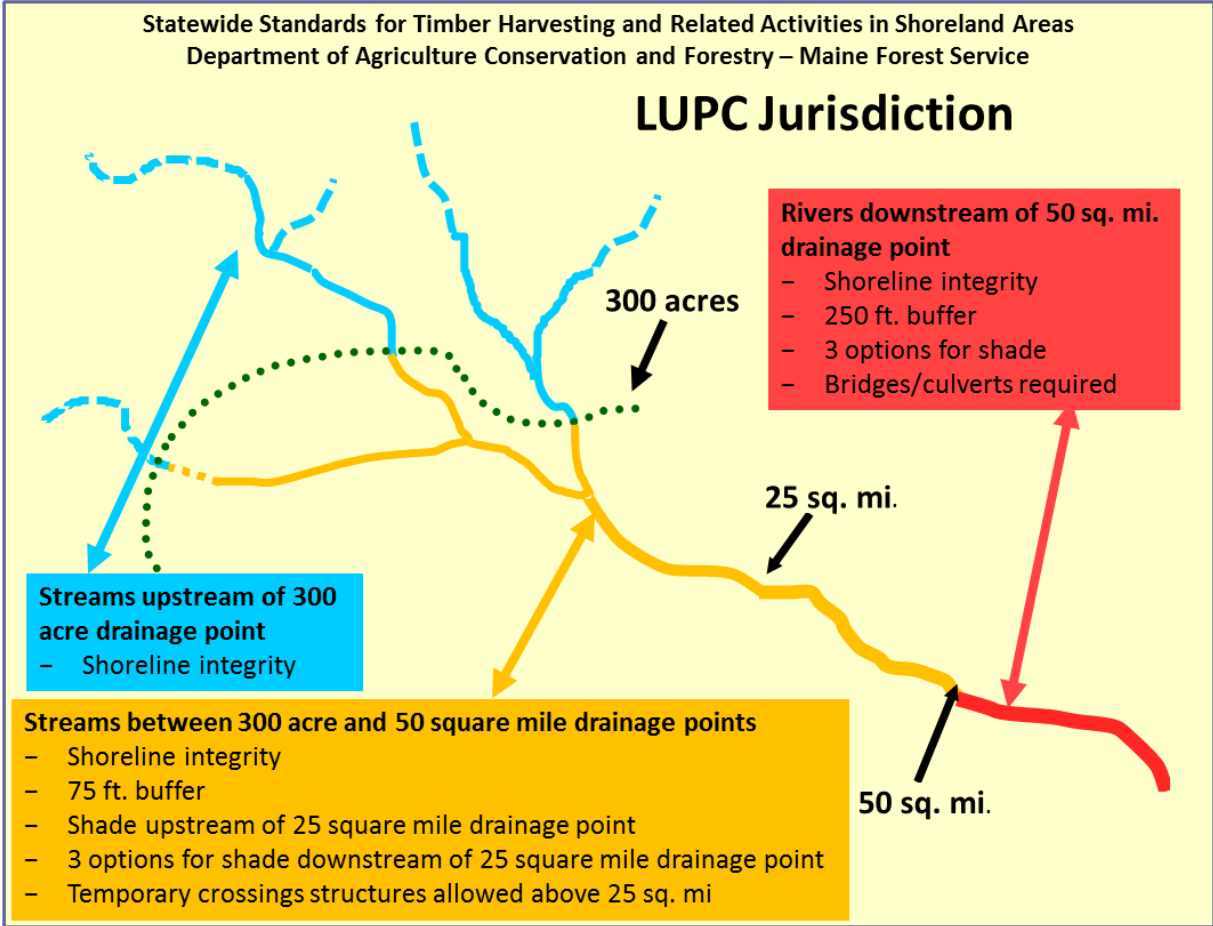 Statewide Standards for Timber Harvesting and Related Activities in Shoreland Areas
Department of Agriculture Conservation and Forestry – Maine Forest Service
LUPC Jurisdiction
Rivers downstream of 50 sq. mi.
drainage point
– Shoreline integrity
– 250 ft. buffer
– 3 options for shade
– Bridges/culverts required
300 acres
25 sq. mi.
Streams upstream of 300
acre drainage point
– Shoreline integrity
Streams between 300 acre and 50 square mile drainage points
– Shoreline integrity
– 75 ft. buffer
– Shade upstream of 25 square mile drainage point
– 3 options for shade downstream of 25 square mile drainage point
– Temporary crossings structures allowed above 25 sq. mi
50 sq. mi.